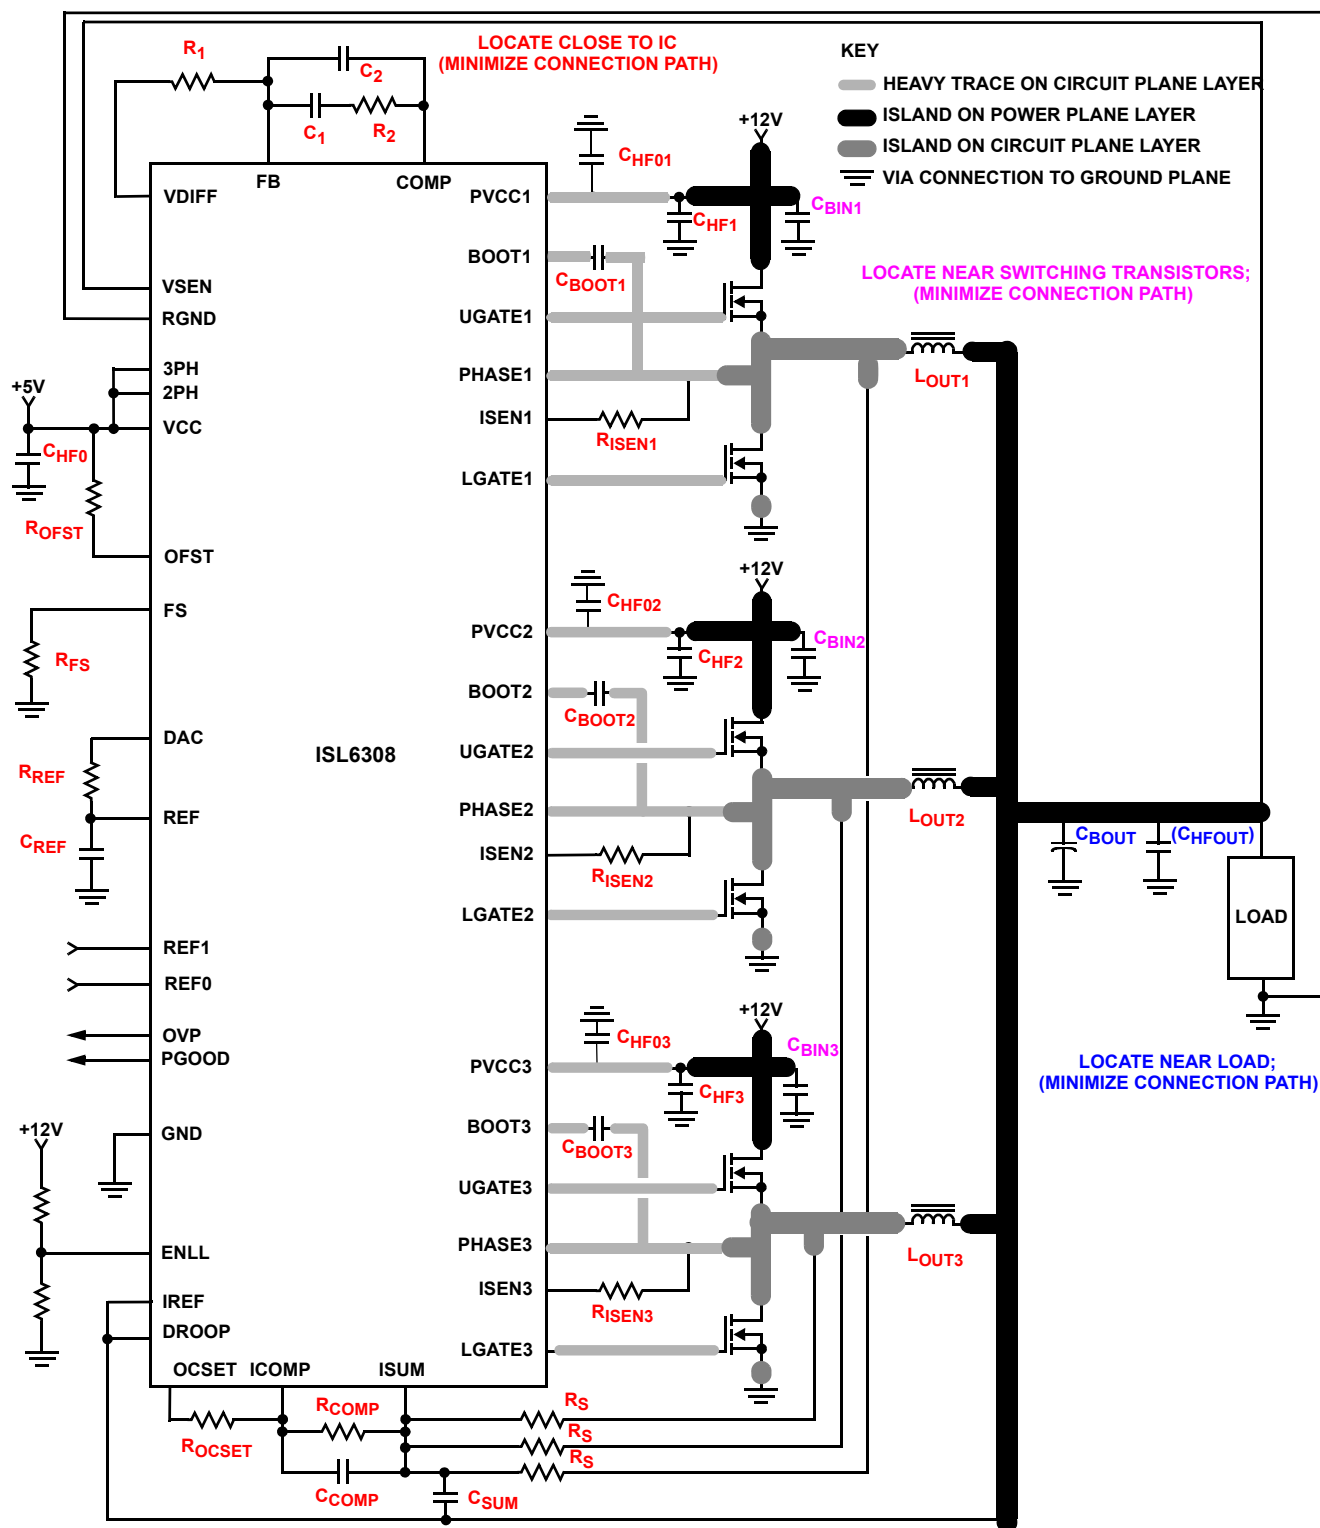 LOCATE CLOSE TO IC
(MINIMIZE CONNECTION PATH)
KEY
HEAVY TRACE ON CIRCUIT PLANE LAYER
ISLAND ON POWER PLANE LAYER
ISLAND ON CIRCUIT PLANE LAYER
VIA CONNECTION TO GROUND PLANE
R1
C2
C1
R2
+12V
CHF01
CHF1
CBIN1
FB
COMP
VDIFF
PVCC1
BOOT1
CBOOT1
LOCATE NEAR SWITCHING TRANSISTORS;
(MINIMIZE CONNECTION PATH)
VSEN
RGND
UGATE1
3PH
2PH
VCC
+5V
CHF0
PHASE1
LOUT1
ISEN1
RISEN1
LGATE1
ROFST
OFST
+12V
FS
RFS
CHF02
PVCC2
CHF2
CBIN2
BOOT2
CBOOT2
DAC
ISL6308
UGATE2
RREF
REF
CREF
PHASE2
LOUT2
CBOUT
(CHFOUT)
ISEN2
RISEN2
LGATE2
LOAD
REF1
REF0
+12V
OVP
PGOOD
CHF03
PVCC3
CHF3
CBIN3
LOCATE NEAR LOAD;
(MINIMIZE CONNECTION PATH)
+12V
GND
BOOT3
CBOOT3
UGATE3
ENLL
PHASE3
LOUT3
IREF
ISEN3
RISEN3
DROOP
LGATE3
OCSET
ICOMP
ISUM
ROCSET
RCOMP
RS
RS
RS
CCOMP
CSUM